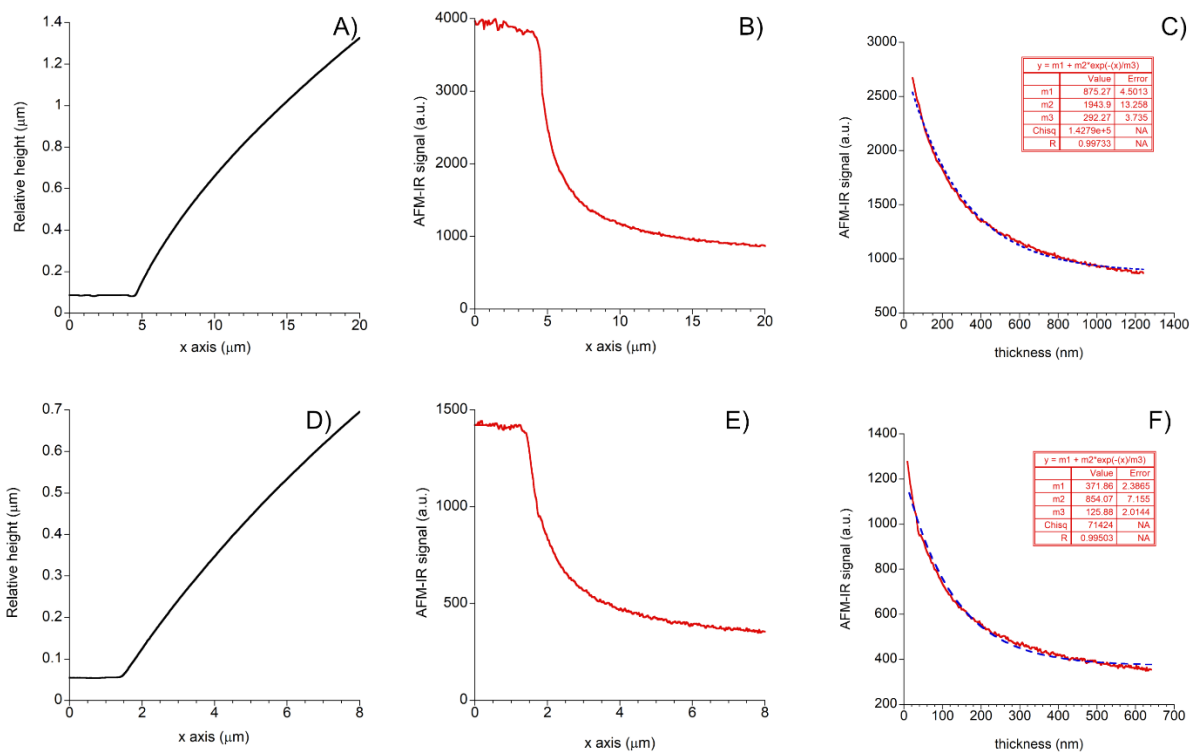 A)
1.4
1.2
1
0.8
0.6
0.4
0.2
0
Relative height (μm)
0 5 10 15 20
x axis (μm)
B)
4000
3000
2000
1000
0
AFM-IR signal (a.u.)
0 5 10 15 20
x axis (μm)
C)
3000
2500
2000
1500
1000
500
AFM-IR signal (a.u.)
y = m1 + m2*exp(-(x)/m3)
Value Error
m1 875.27 4.5013
m2 1943.9 13.258
m3 292.27 3.735
Chisq 1.4279e+5 NA
R 0.99733 NA
0 200 400 600 800 1000 1200 1400
thickness (nm)
D)
0.7
0.6
0.5
0.4
0.3
0.2
0.1
0
Relative height (μm)
0 2 4 6 8
x axis (μm)
E)
1500
1000
500
0
AFM-IR signal (a.u.)
0 2 4 6 8
x axis (μm)
F)
1400
1200
1000
800
600
400
200
AFM-IR signal (a.u.)
y = m1 + m2*exp(-(x)/m3)
Value Error
m1 371.86 2.3865
m2 854.07 7.155
m3 125.88 2.0144
Chisq 71424 NA
R 0.99503 NA
0 100 200 300 400 500 600 700
thickness (nm)